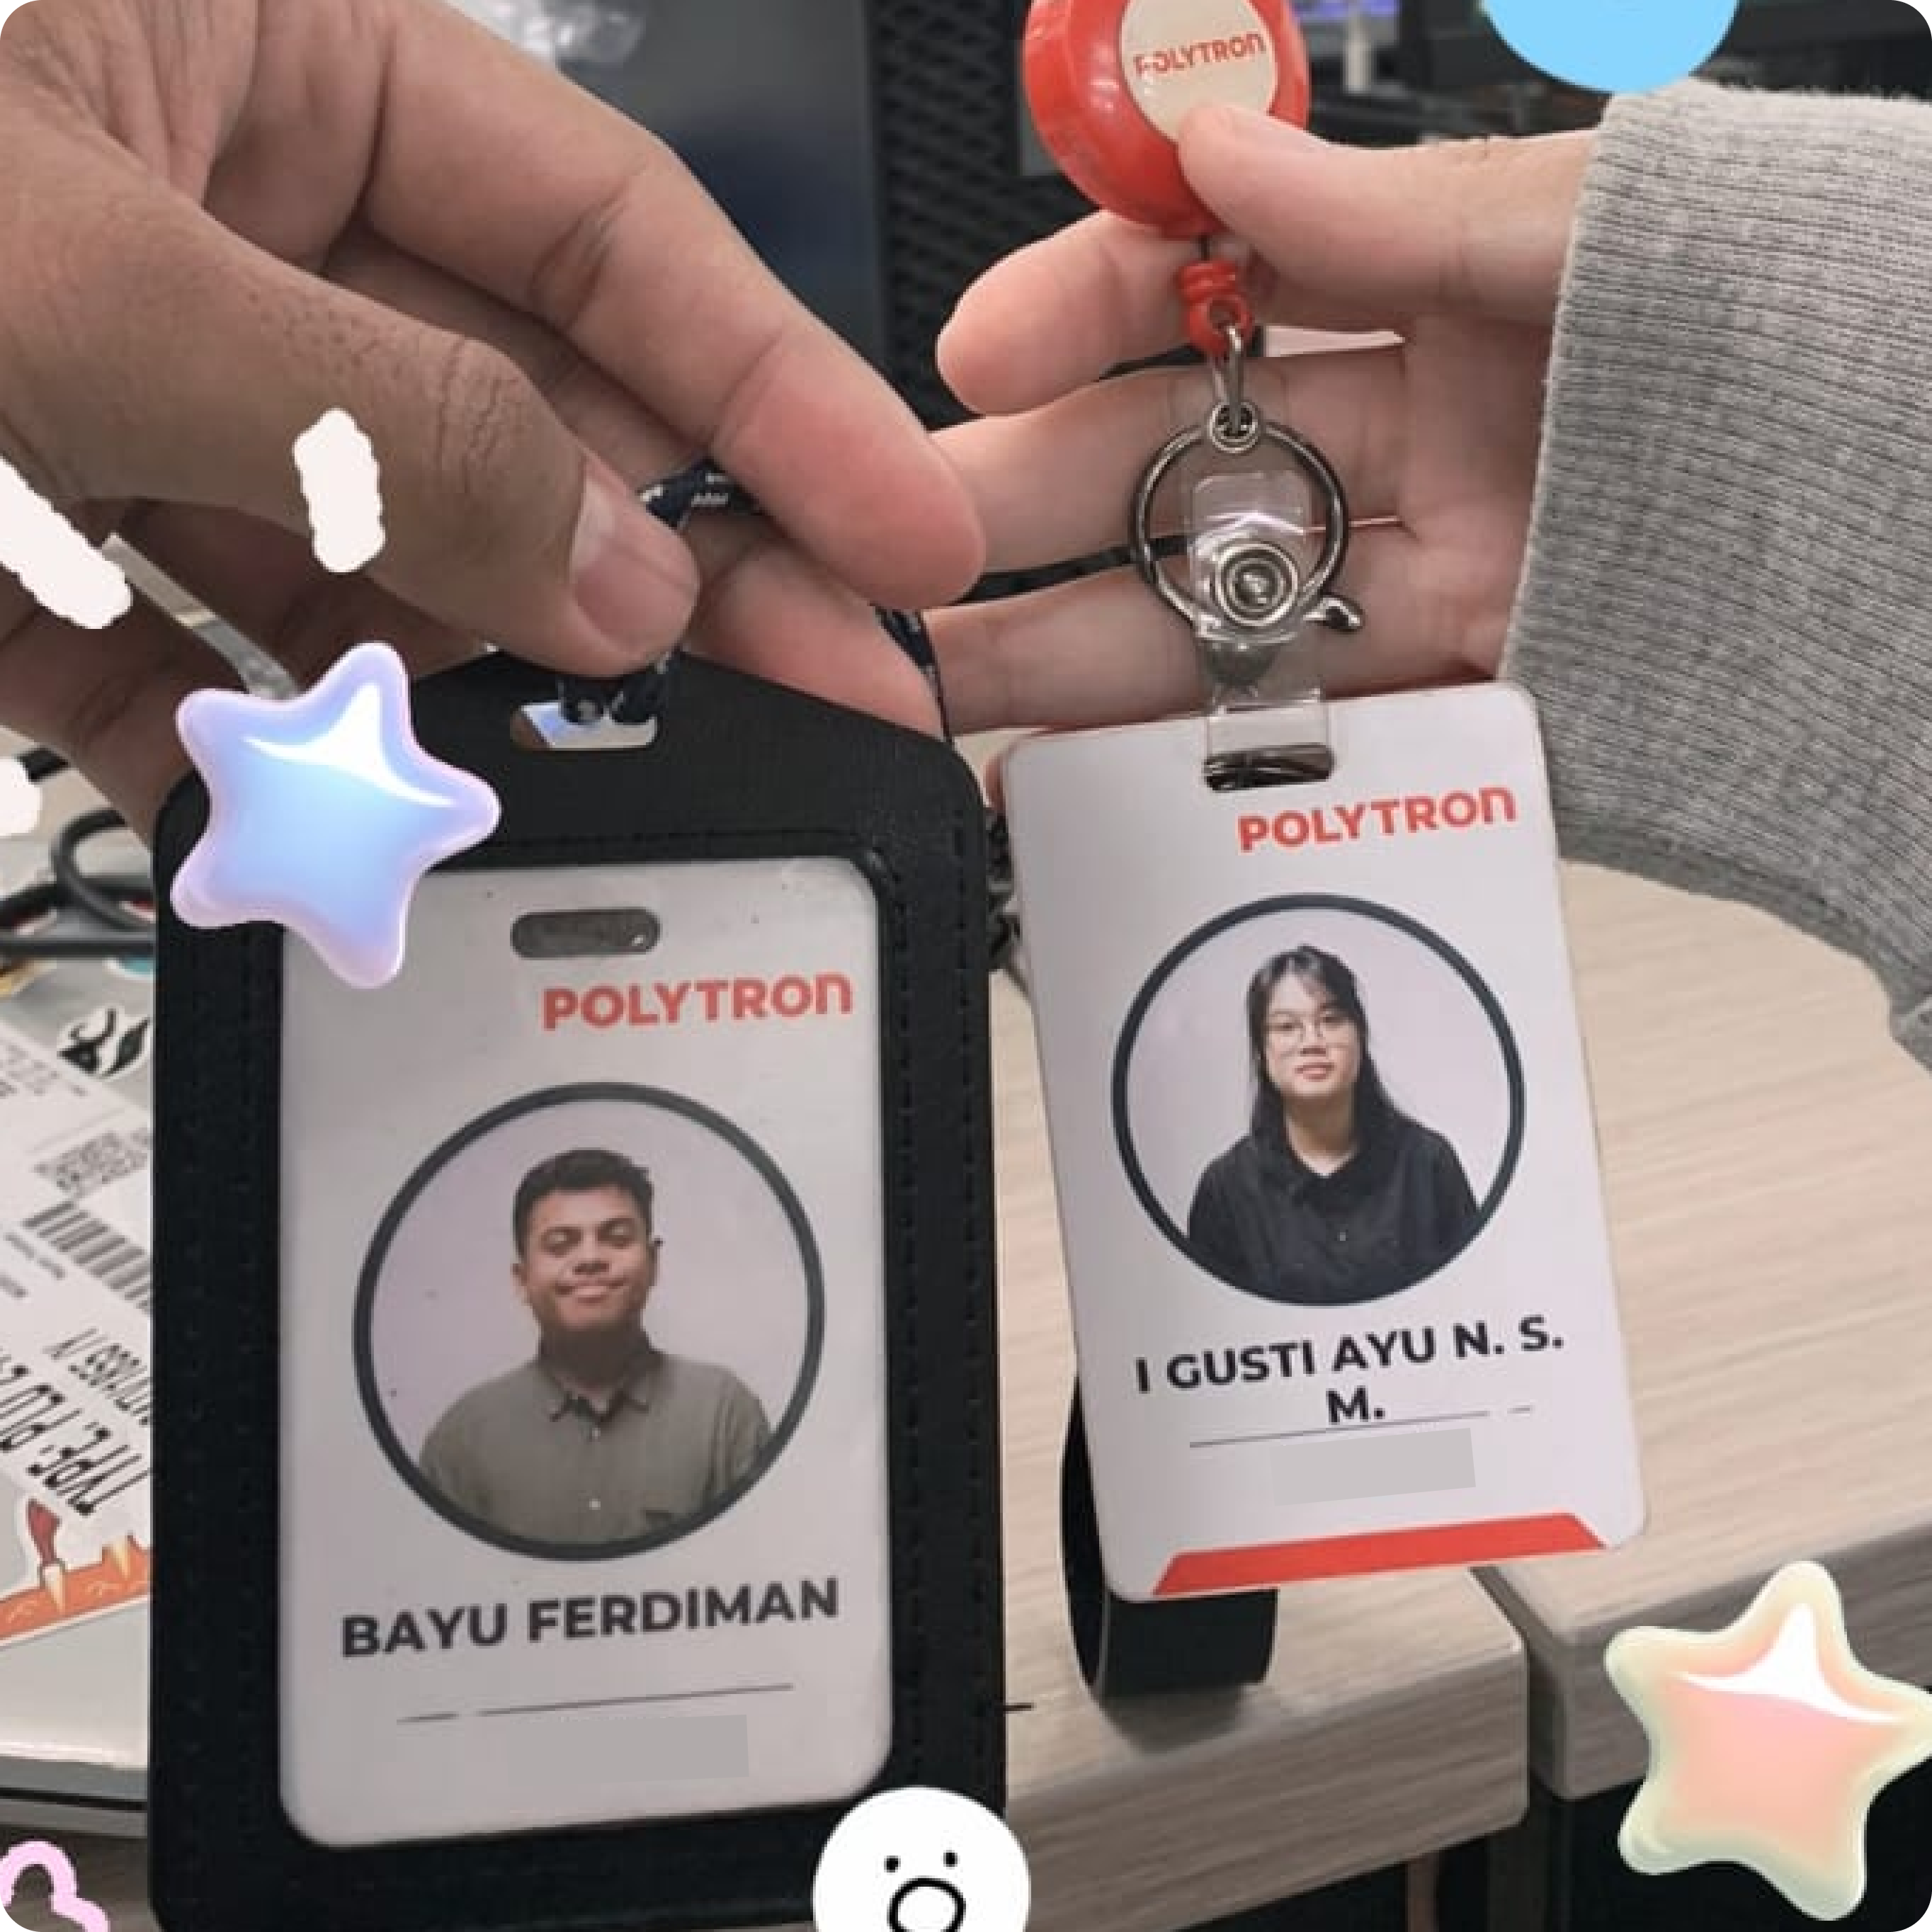 POLYTRON
POLYTRON
I GUSTI AYU N. S.
M.
POLYTRON
BAYU FERDIMAN